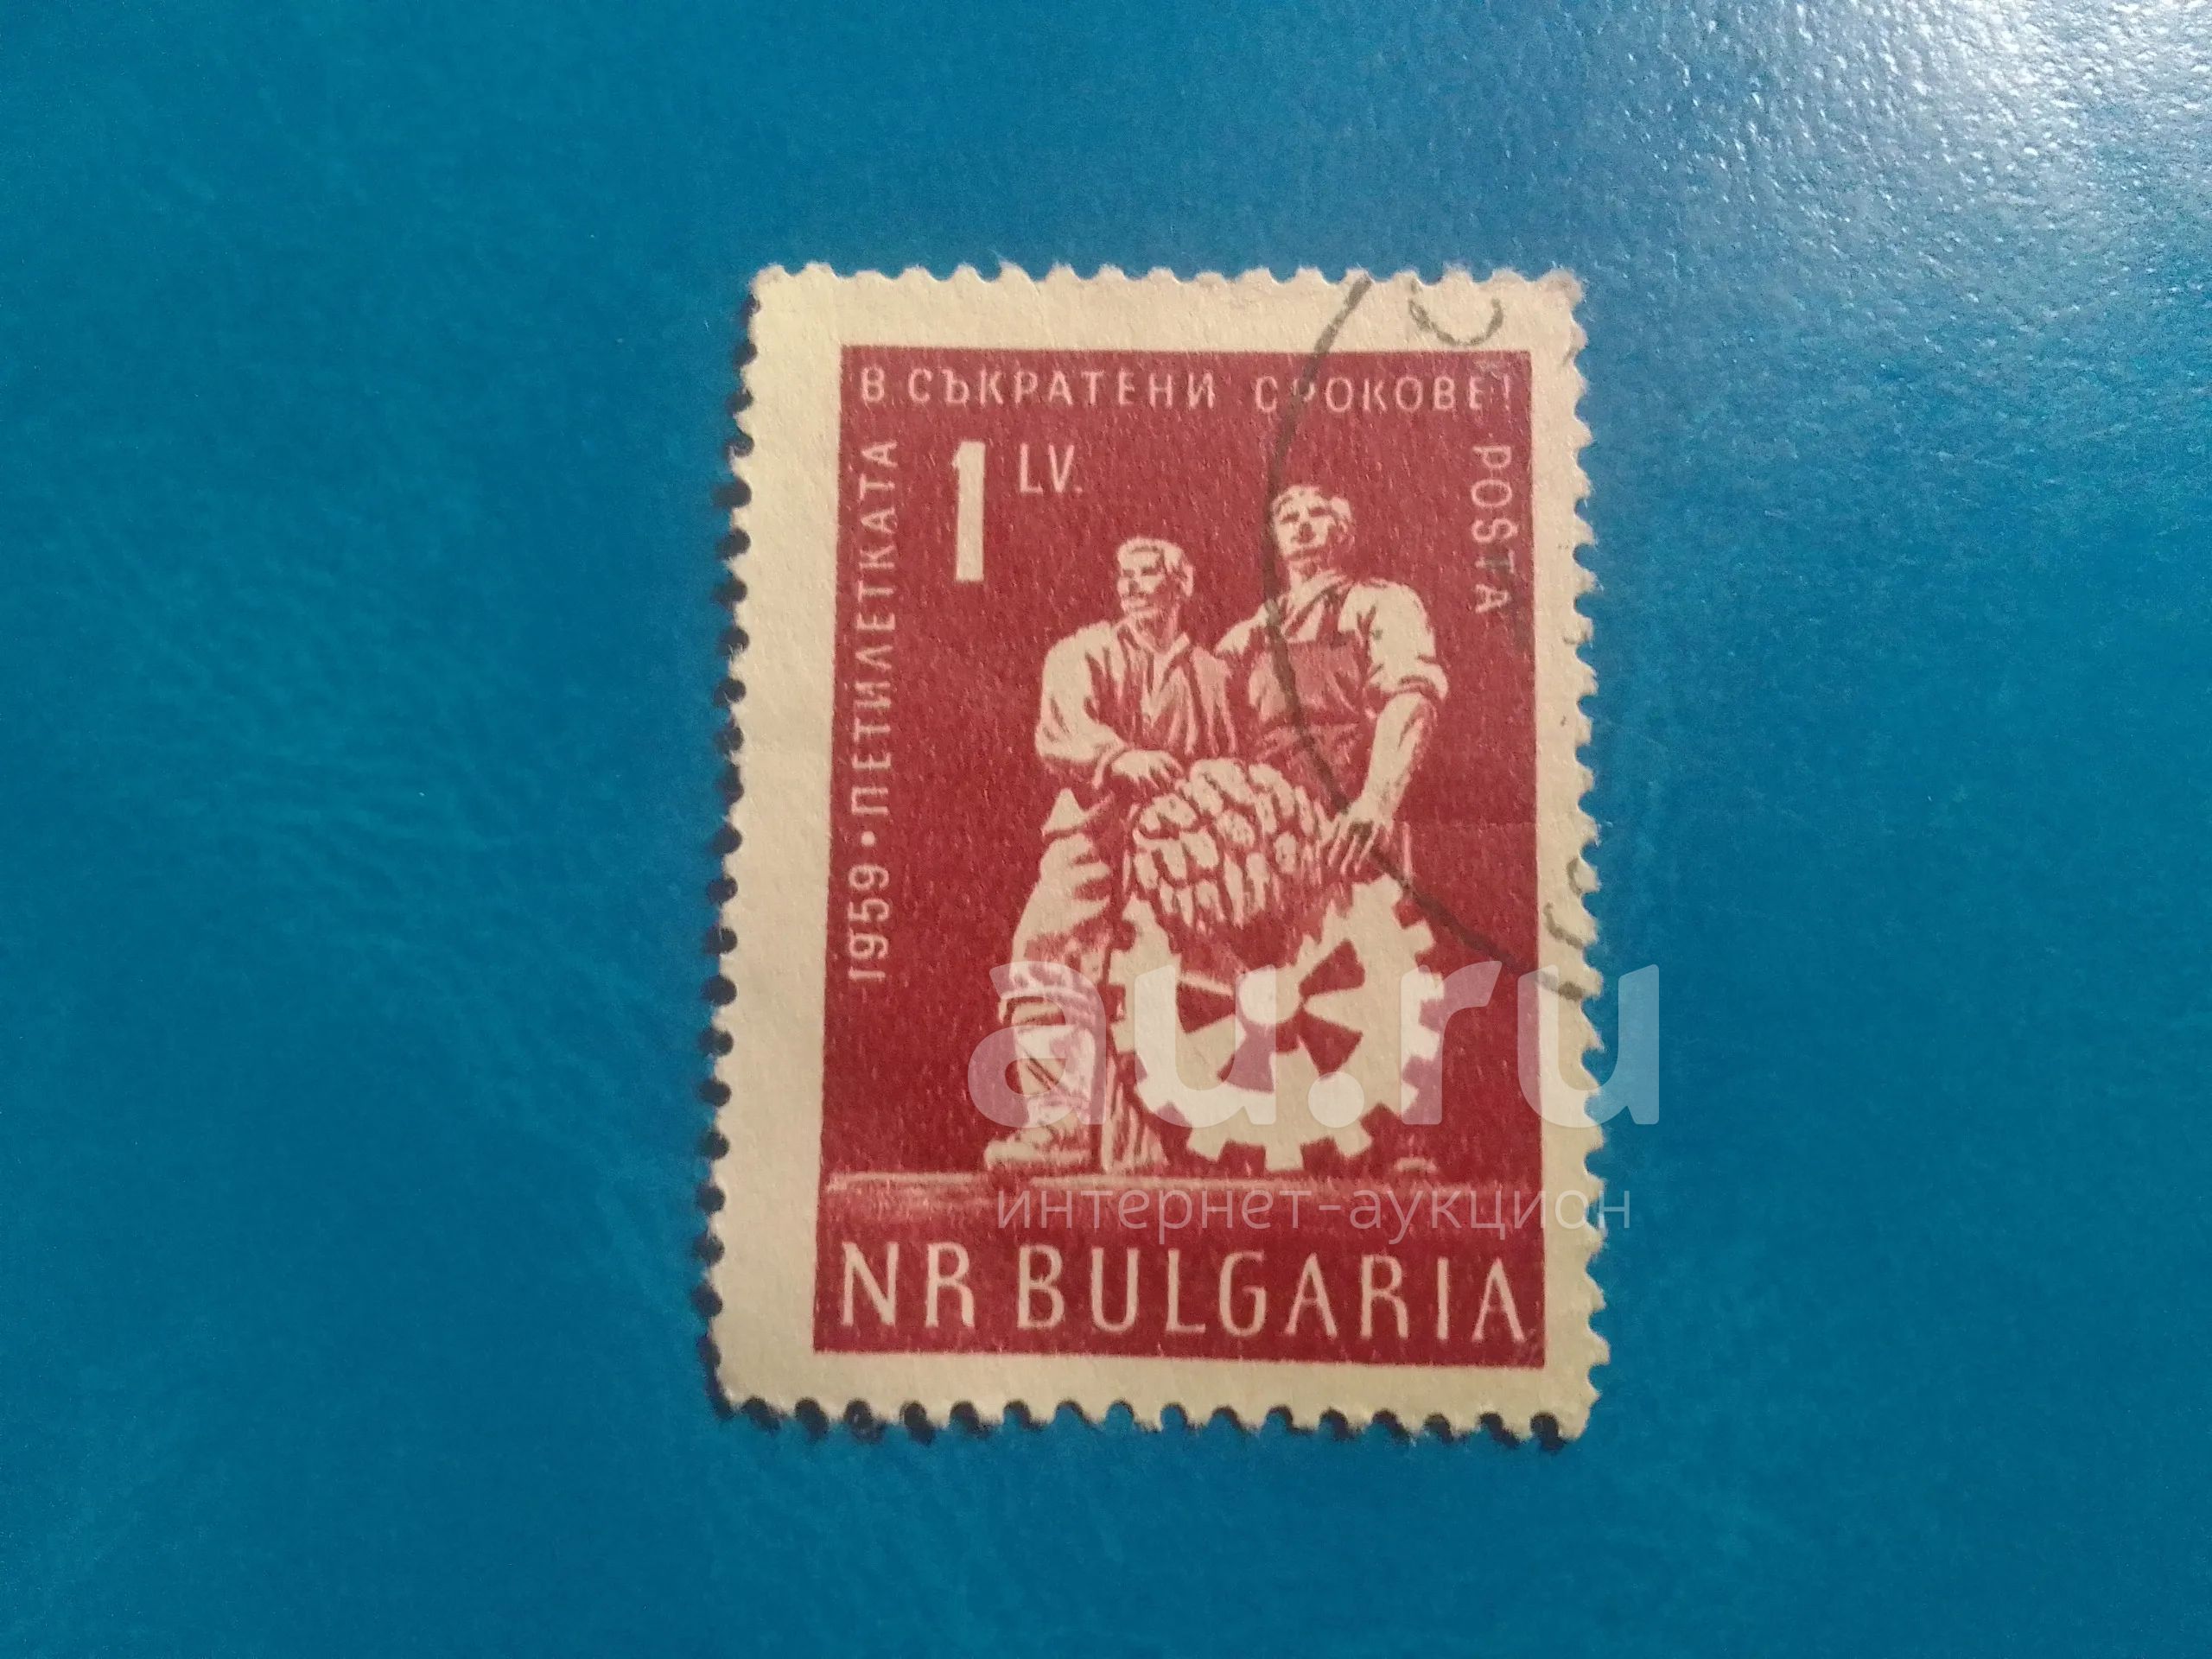 В СЪКРАТЕНИ СРОКОВЕ!
1959 • ПЕТИЛЕТКАТА
1 LV.
POSTA
au.ru
интернет-аукцион
NR BULGARIA